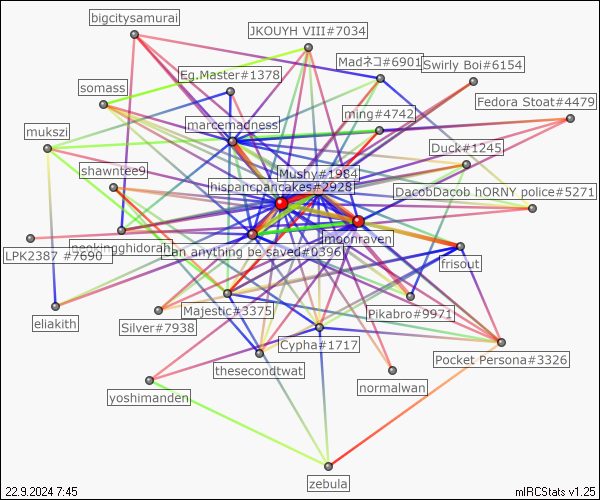 bigcitysamurai
JKOUYH VIII#7034
Madネコ#6901
Swirly Boi#6154
Eg.Master#1378
somass
Fedora Stoat#4479
ming#4742
marcemadness
mukszi
Duck#1245
shawntee9
Mushy#1984
hispancpancakes#2928
DacobDacob hORNY police#5271
moonraven
an anything be saved#0396
LPK2387 #7690
frisout
Majestic#3375
Pikabro#9971
eliakith
Silver#7938
Cypha#1717
Pocket Persona#3326
thesecondtwat
normalwan
yoshimanden
zebula
22.9.2024 7:45
mIRCStats v1.25